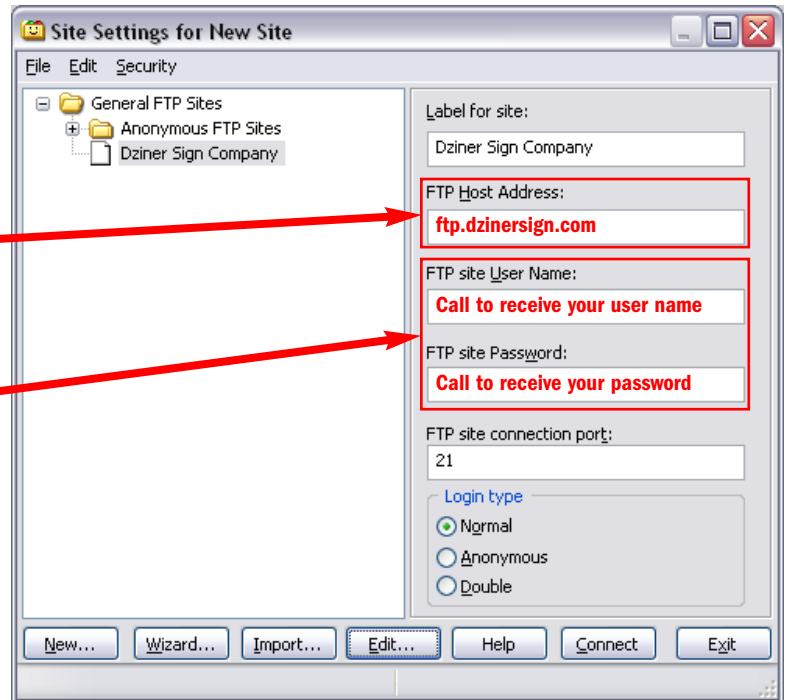 Site Settings for New Site
File Edit Security
General FTP Sites
Anonymous FTP Sites
Dziner Sign Company
Label for site:
Dziner Sign Company
FTP Host Address:
ftp.dzinersign.com
FTP site User Name:
Call to receive your user name
FTP site Password:
Call to receive your password
FTP site connection port:
21
Login type
Normal
Anonymous
Double
New... Wizard... Import... Edit... Help Connect Exit